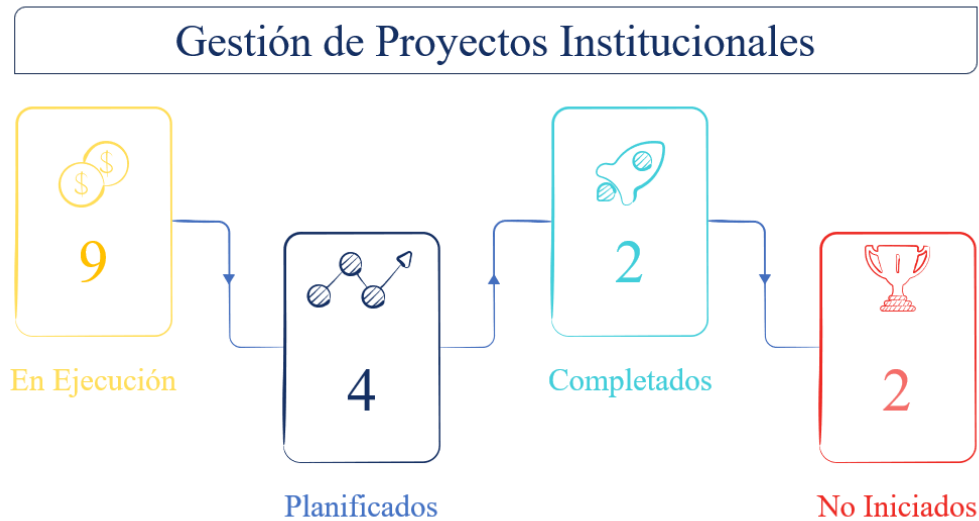 Gestión de Proyectos Institucionales
$
$
9
En Ejecución
4
Planificados
2
Completados
2
No Iniciados